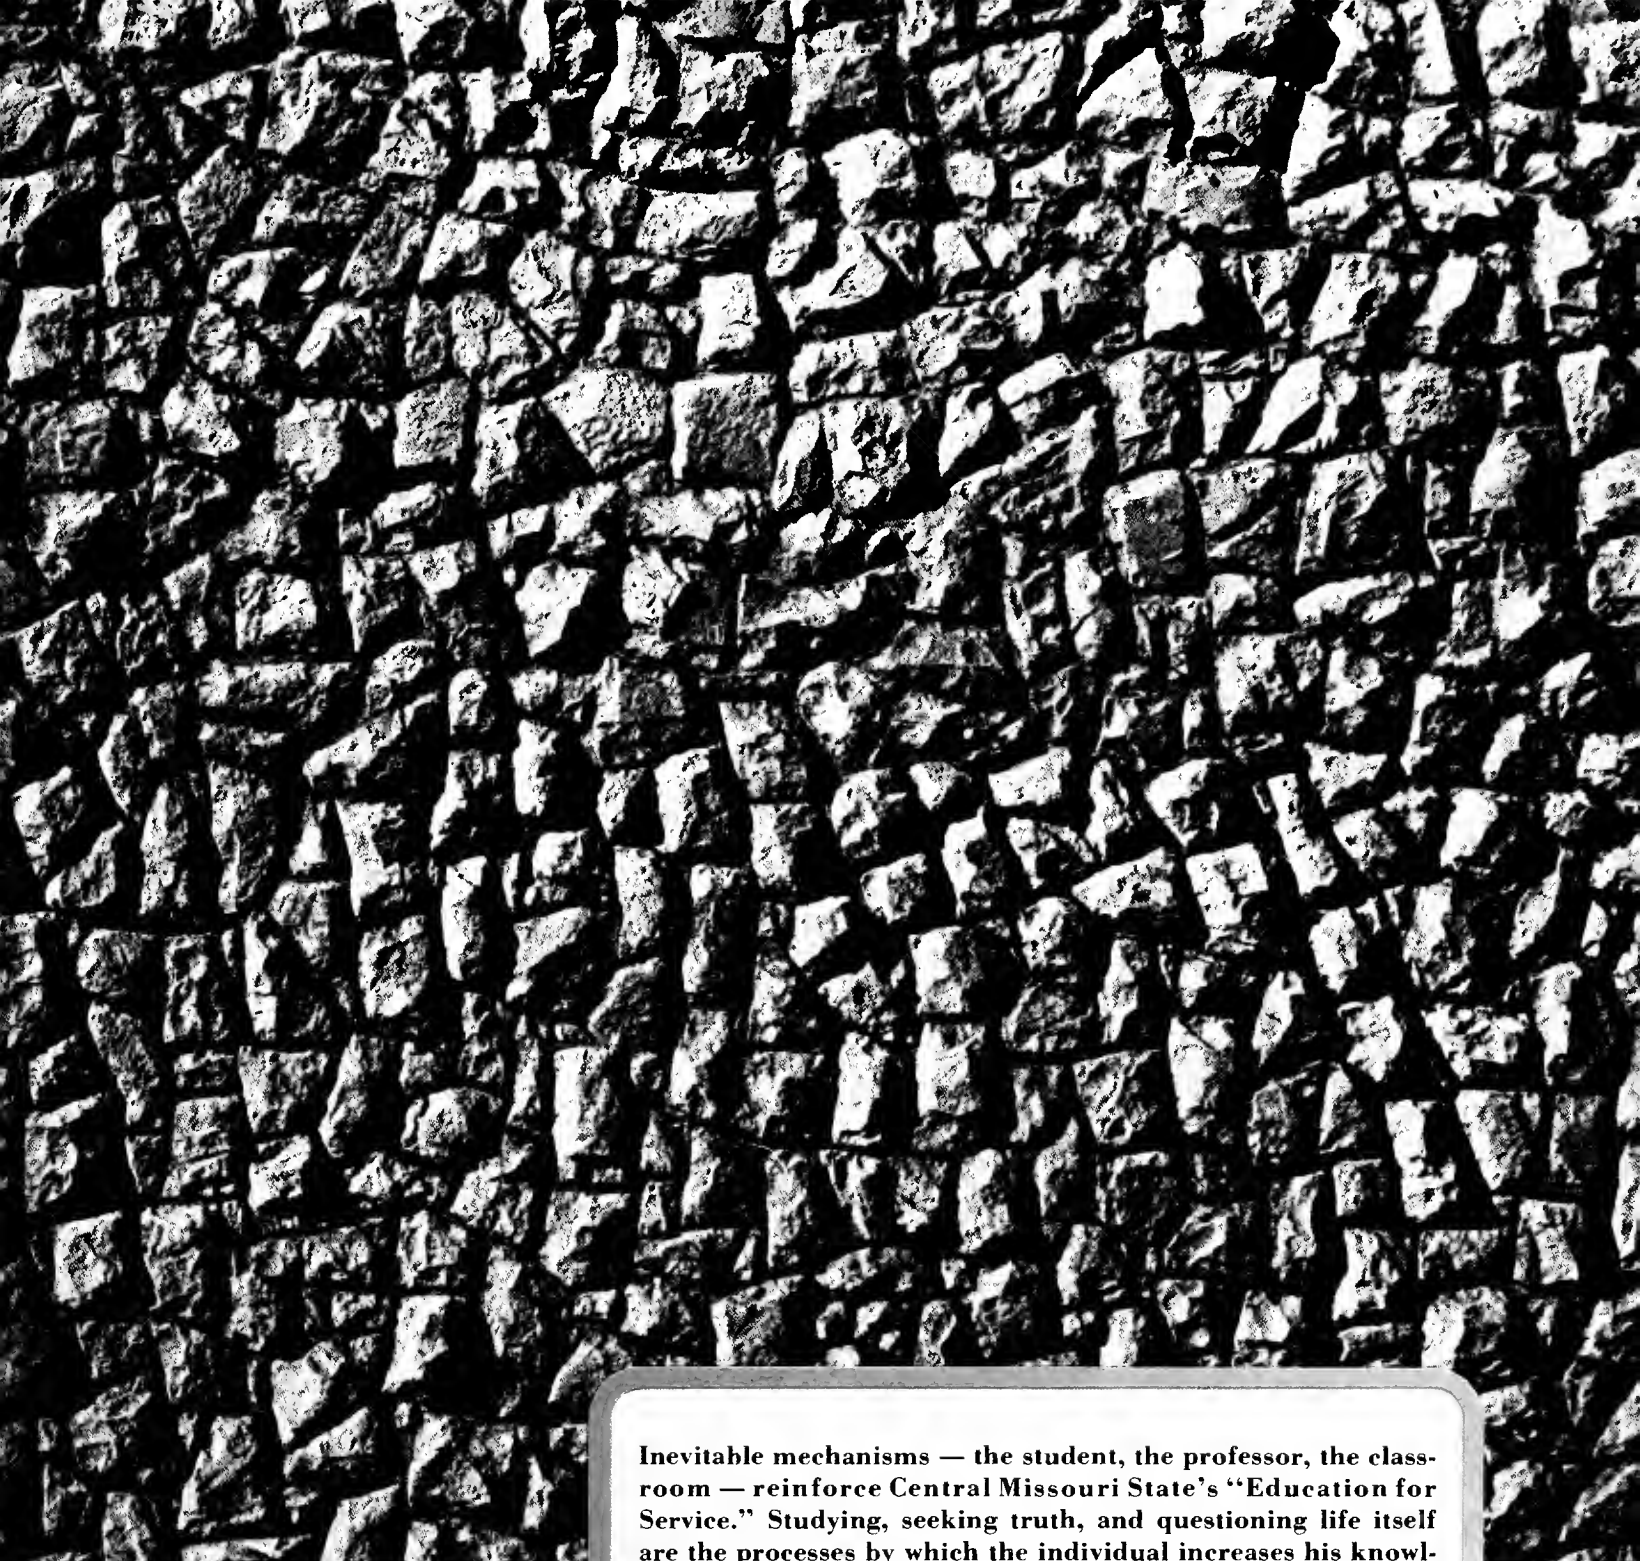 Inevitable mechanisms — the student, the professor, the class-
room — reinforce Central Missouri State's “Education for
Service.” Studying, seeking truth, and questioning life itself
are the processes by which the individual increases his knowl-